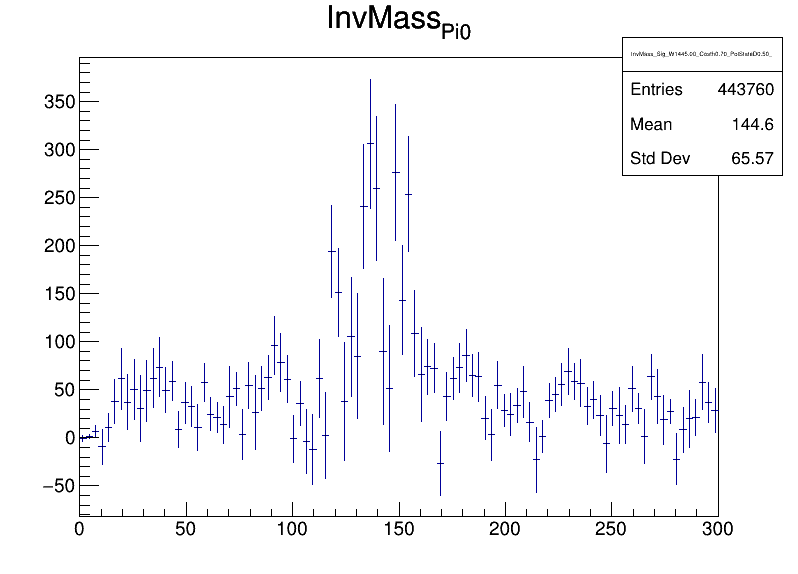 InvMass_Pi0
InvMass_Sig_W1445.00_Costh0.70_PolStateD0.50_
Entries 443760
Mean 144.6
Std Dev 65.57
350
300
250
200
150
100
50
0
−50
0 50 100 150 200 250 300